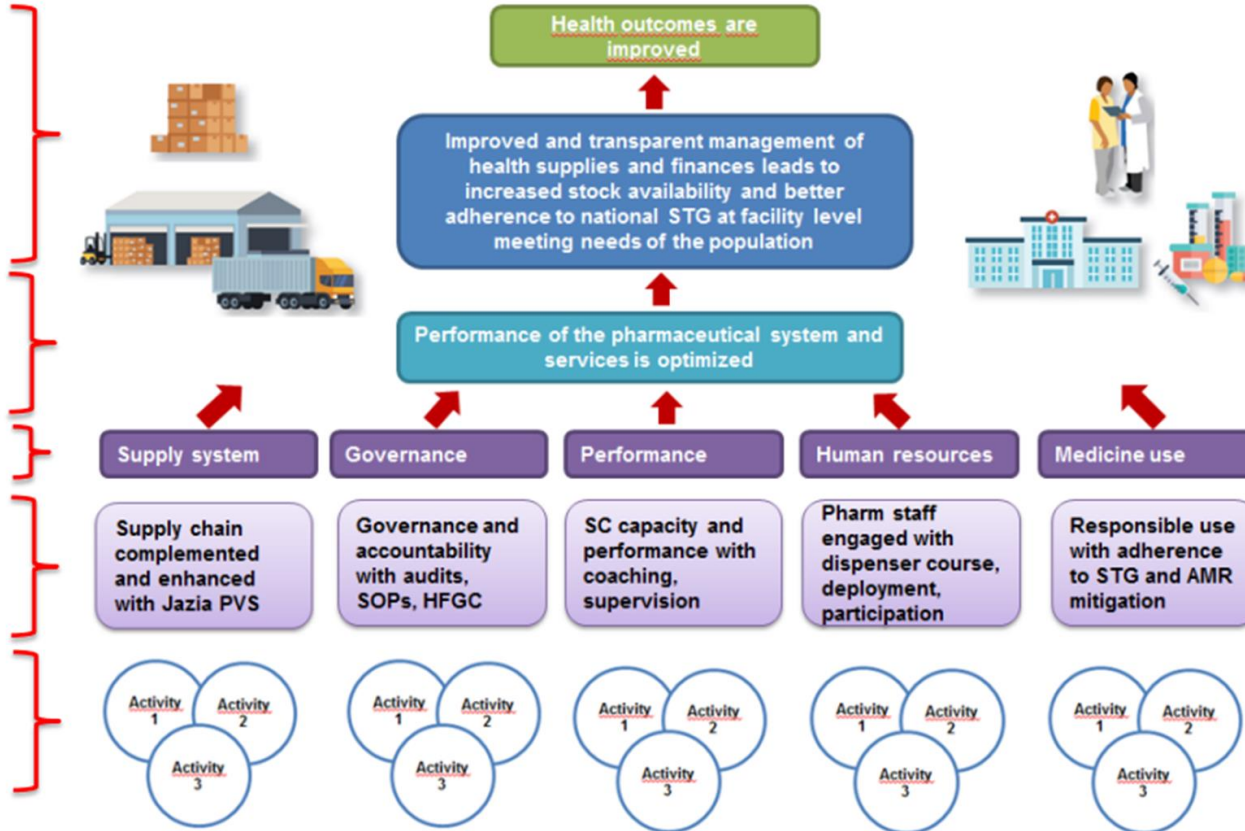 Health outcomes are
improved
Improved and transparent management of
health supplies and finances leads to
increased stock availability and better
adherence to national STG at facility level
meeting needs of the population
Performance of the pharmaceutical system and
services is optimized
Supply system
Governance
Performance
Human resources
Medicine use
Supply chain
complemented
and enhanced
with Jazia PVS
Governance and
accountability
with audits,
SOPs, HFGC
SC capacity and
performance with
coaching,
supervision
Pharm staff
engaged with
dispenser course,
deployment,
participation
Responsible use
with adherence
to STG and AMR
mitigation
Activity
1
Activity
2
Activity
3
Activity
1
Activity
2
Activity
3
Activity
1
Activity
2
Activity
3
Activity
1
Activity
2
Activity
3
Activity
1
Activity
2
Activity
3